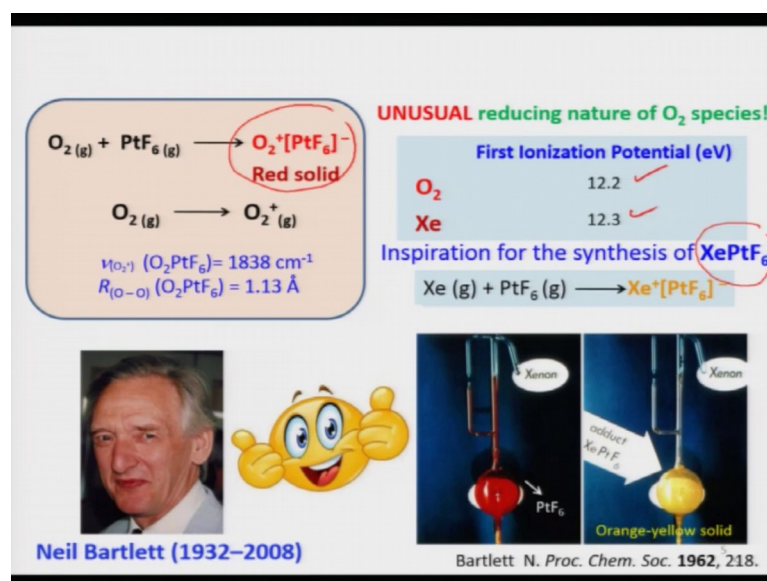 O2 (g) + PtF6 (g) ⟶ O2+[PtF6]−
Red solid
O2 (g) ⟶ O2+ (g)
ν(O2+) (O2PtF6)= 1838 cm-1
R(O−O) (O2PtF6) = 1.13 Å
UNUSUAL reducing nature of O2 species!
First Ionization Potential (eV)
O2 12.2
Xe 12.3
Inspiration for the synthesis of XePtF6
Xe (g) + PtF6 (g) ⟶ Xe+[PtF6]−
Xenon
PtF6
Xenon
adduct
XePtF6
Orange-yellow solid
Neil Bartlett (1932–2008)
Bartlett N. Proc. Chem. Soc. 1962, 218.
5